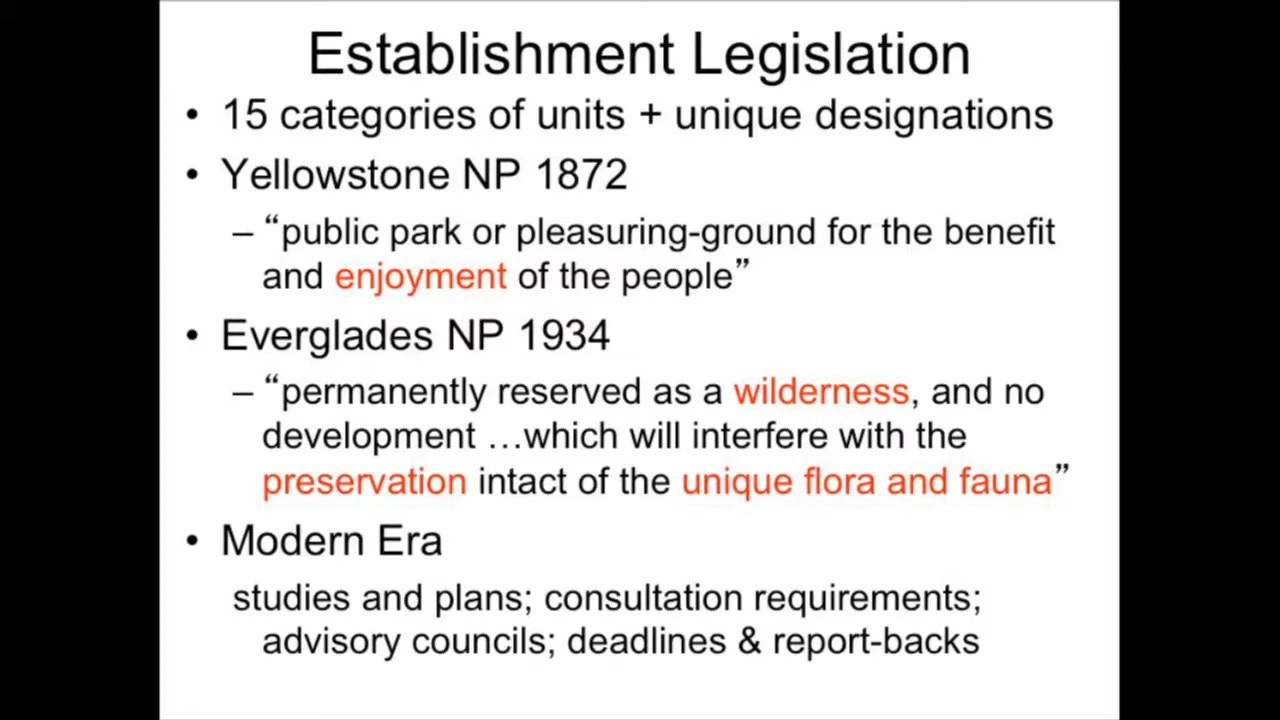 Establishment Legislation
• 15 categories of units + unique designations
• Yellowstone NP 1872
– “public park or pleasuring-ground for the benefit
and enjoyment of the people”
• Everglades NP 1934
– “permanently reserved as a wilderness, and no
development …which will interfere with the
preservation intact of the unique flora and fauna”
• Modern Era
studies and plans; consultation requirements;
advisory councils; deadlines & report-backs